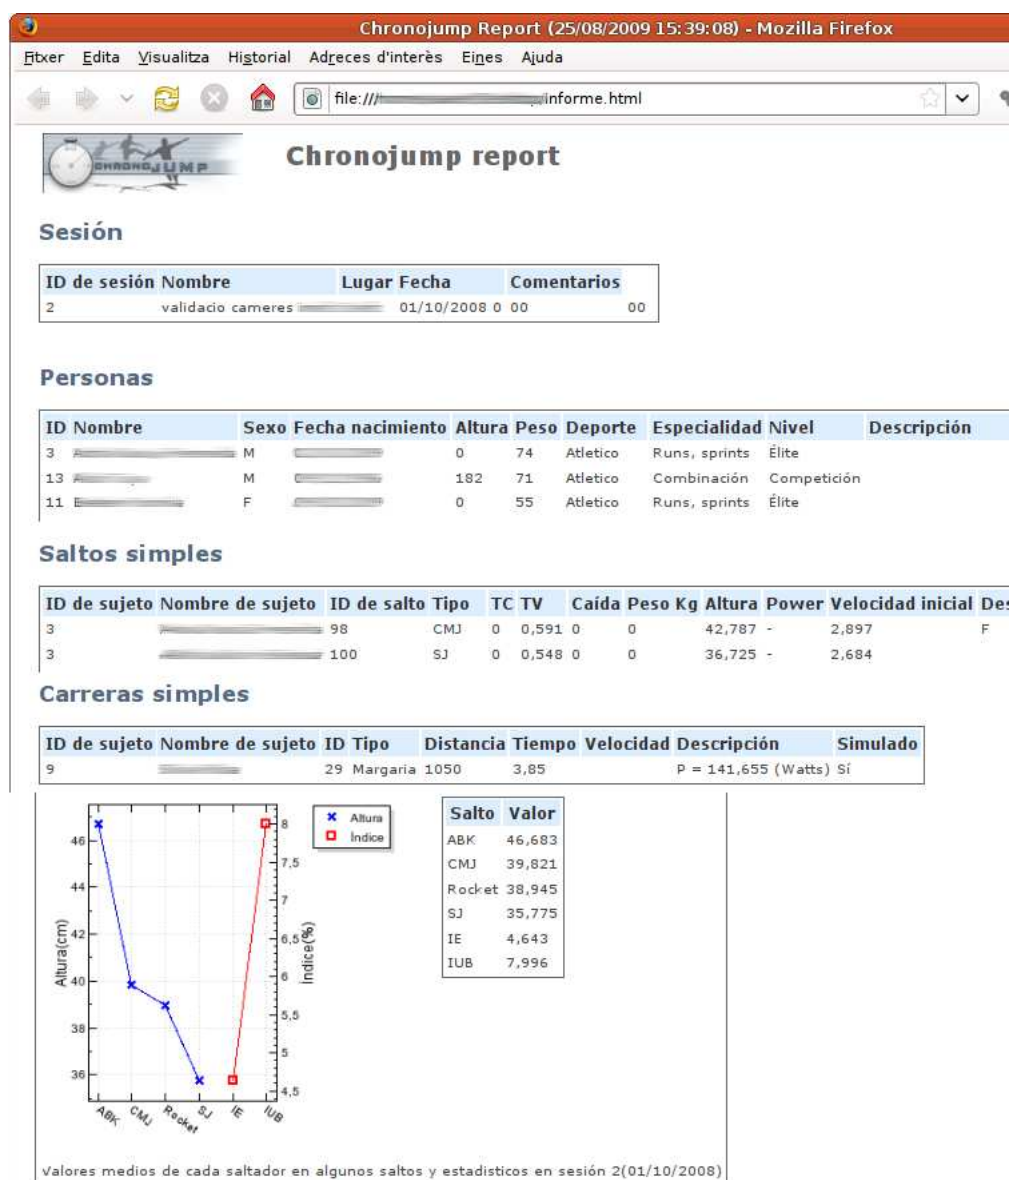 Chronojump Report (25/08/2009 15:39:08) - Mozilla Firefox
Fitxer Edita Visualitza Historial Adreces d'interès Eines Ajuda
file:/// informe.html
CHRONOJUMP
Chronojump report
Sesión
ID de sesión Nombre Lugar Fecha Comentarios
2 validacio cameres 01/10/2008 0 00 00
Personas
ID Nombre Sexo Fecha nacimiento Altura Peso Deporte Especialidad Nivel Descripción
3 M 0 74 Atletico Runs, sprints Élite
13 M 182 71 Atletico Combinación Competición
11 F 0 55 Atletico Runs, sprints Élite
Saltos simples
ID de sujeto Nombre de sujeto ID de salto Tipo TC TV Caída Peso Kg Altura Power Velocidad inicial Des
3 98 CMJ 0 0,591 0 0 42,787 - 2,897 F
3 100 SJ 0 0,548 0 0 36,725 - 2,684
Carreras simples
ID de sujeto Nombre de sujeto ID Tipo Distancia Tiempo Velocidad Descripción Simulado
9 29 Margaria 1050 3,85 P = 141,655 (Watts) Sí
Altura
Índice
46
44
42
40
38
36
Altura(cm)
8
7,5
7
6,5
6
5,5
5
4,5
Índice(%)
ABK CMJ Rocket SJ IE IUB
Salto Valor
ABK 46,683
CMJ 39,821
Rocket 38,945
SJ 35,775
IE 4,643
IUB 7,996
Valores medios de cada saltador en algunos saltos y estadisticos en sesión 2(01/10/2008)